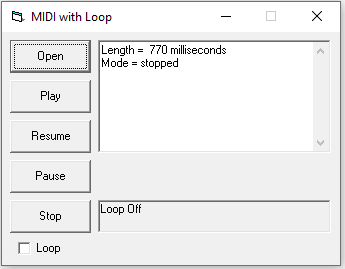 MIDI with Loop
Open
Length =  770 milliseconds
Mode = stopped
Play
Resume
Pause
Stop
Loop Off
Loop